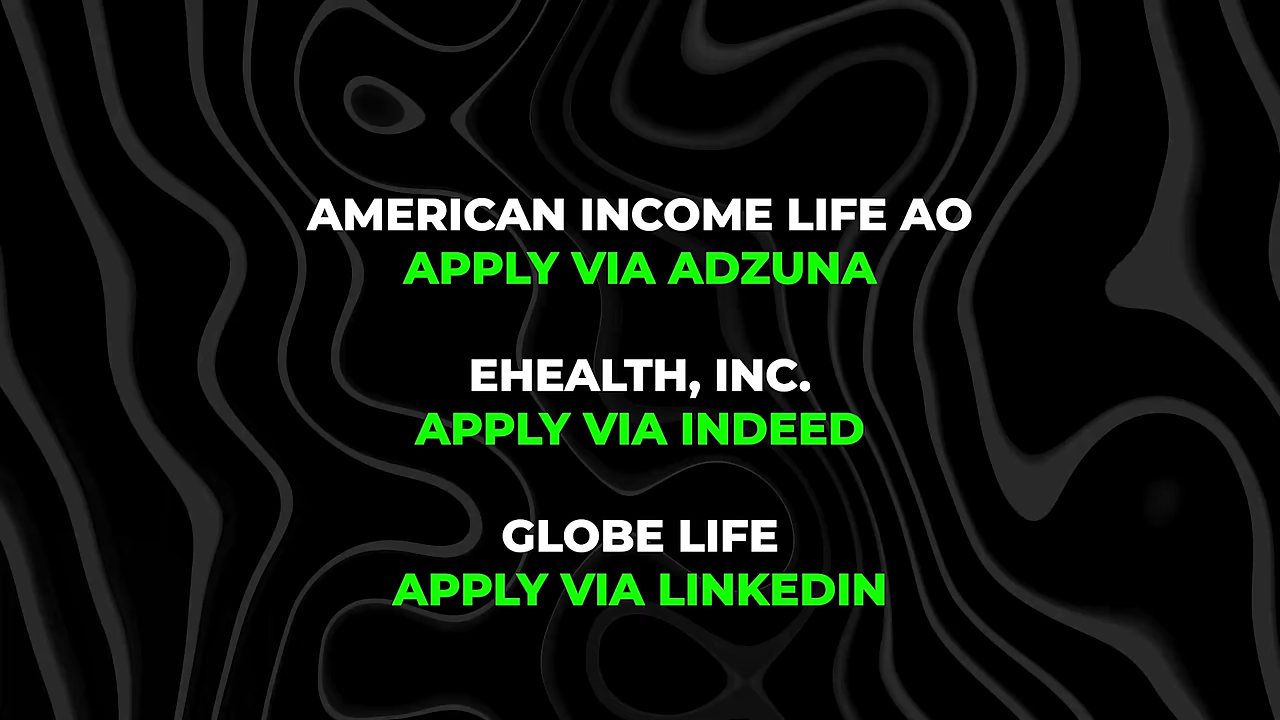 AMERICAN INCOME LIFE AO
APPLY VIA ADZUNA
EHEALTH, INC.
APPLY VIA INDEED
GLOBE LIFE
APPLY VIA LINKEDIN